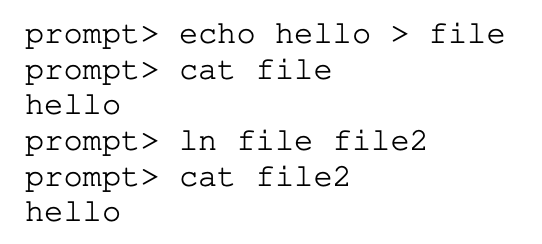 prompt> echo hello > file
prompt> cat file
hello
prompt> ln file file2
prompt> cat file2
hello